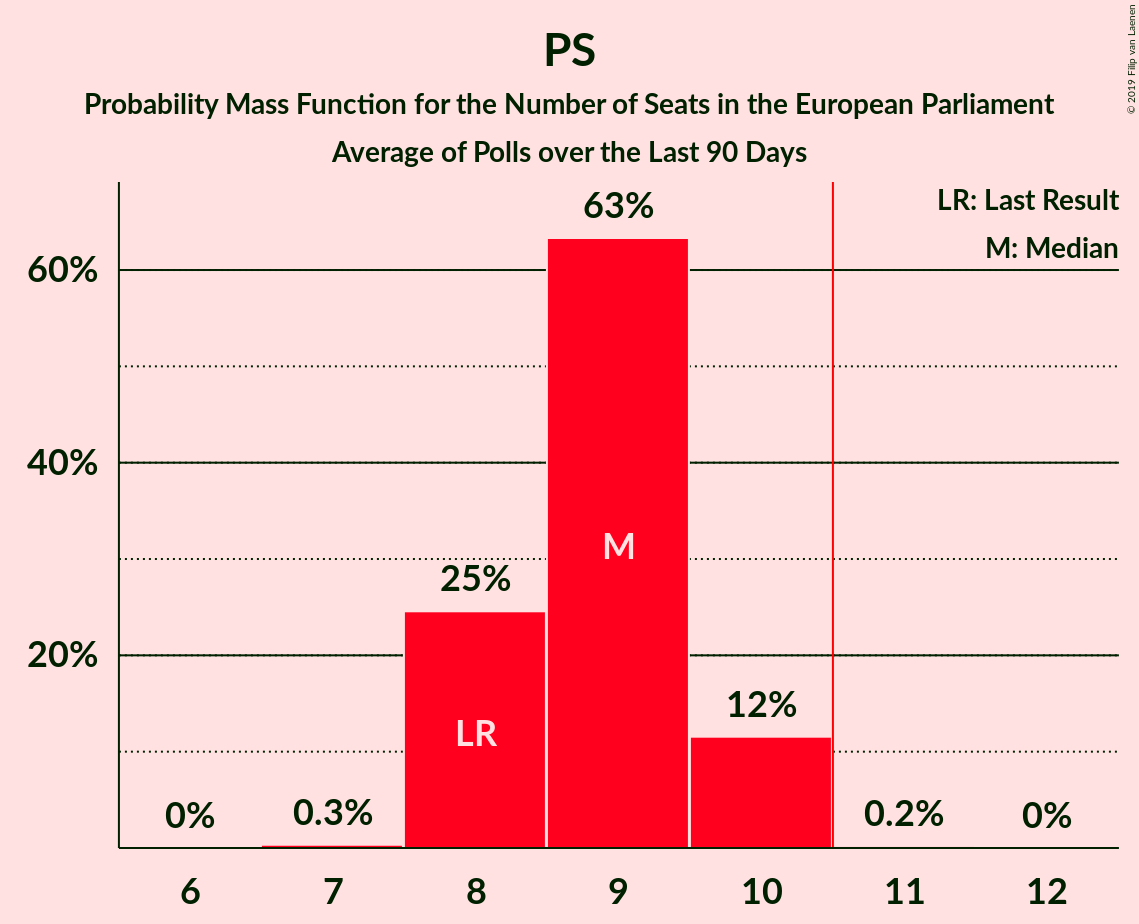 PS
Probability Mass Function for the Number of Seats in the European Parliament
Average of Polls over the Last 90 Days
© 2019 Filip van Laenen
LR: Last Result
M: Median
60%
40%
20%
0%
0.3%
25%
63%
12%
0.2%
0%
LR
M
6 7 8 9 10 11 12